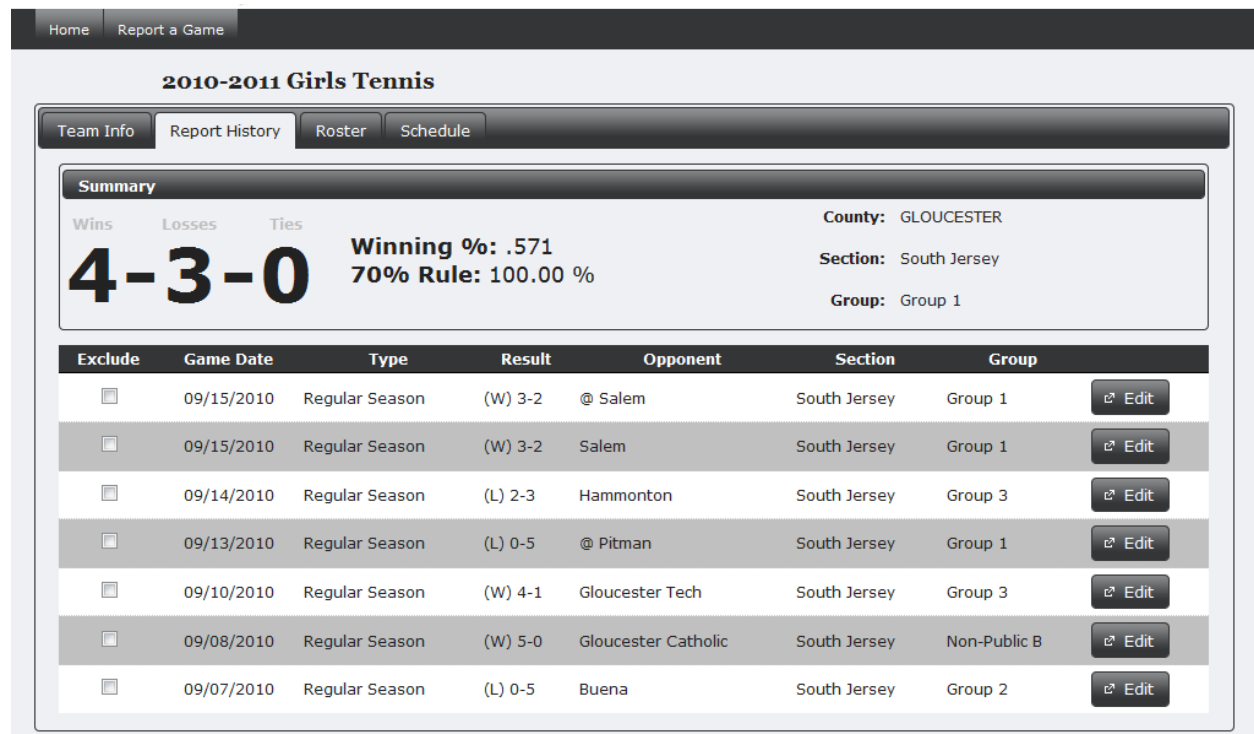 Home Report a Game
2010-2011 Girls Tennis
Team Info Report History Roster Schedule
Summary
Wins Losses Ties
4-3-0
Winning %: .571
70% Rule: 100.00 %
County: GLOUCESTER
Section: South Jersey
Group: Group 1
Exclude Game Date Type Result Opponent Section Group
09/15/2010 Regular Season (W) 3-2 @ Salem South Jersey Group 1 Edit
09/15/2010 Regular Season (W) 3-2 Salem South Jersey Group 1 Edit
09/14/2010 Regular Season (L) 2-3 Hammonton South Jersey Group 3 Edit
09/13/2010 Regular Season (L) 0-5 @ Pitman South Jersey Group 1 Edit
09/10/2010 Regular Season (W) 4-1 Gloucester Tech South Jersey Group 3 Edit
09/08/2010 Regular Season (W) 5-0 Gloucester Catholic South Jersey Non-Public B Edit
09/07/2010 Regular Season (L) 0-5 Buena South Jersey Group 2 Edit